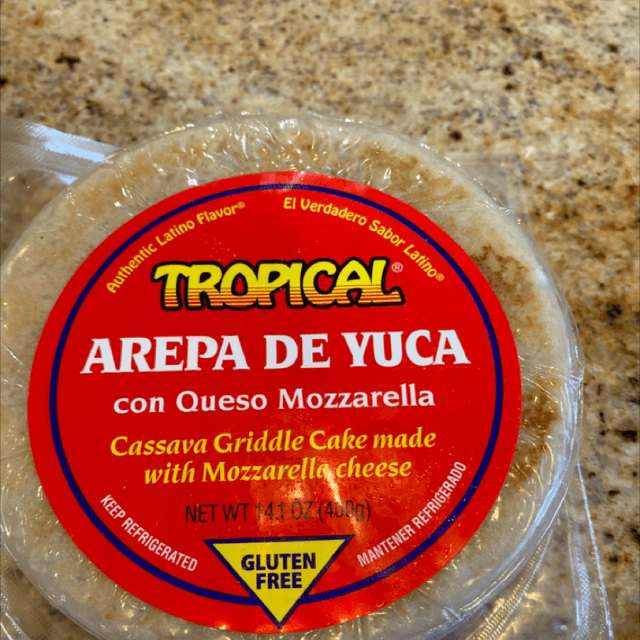 Authentic Latino Flavor®
El Verdadero Sabor Latino®
TROPICAL®
AREPA DE YUCA
con Queso Mozzarella
Cassava Griddle Cake made
with Mozzarella cheese
NET WT 14.1 OZ (400g)
KEEP REFRIGERATED
MANTENER REFRIGERADO
GLUTEN
FREE